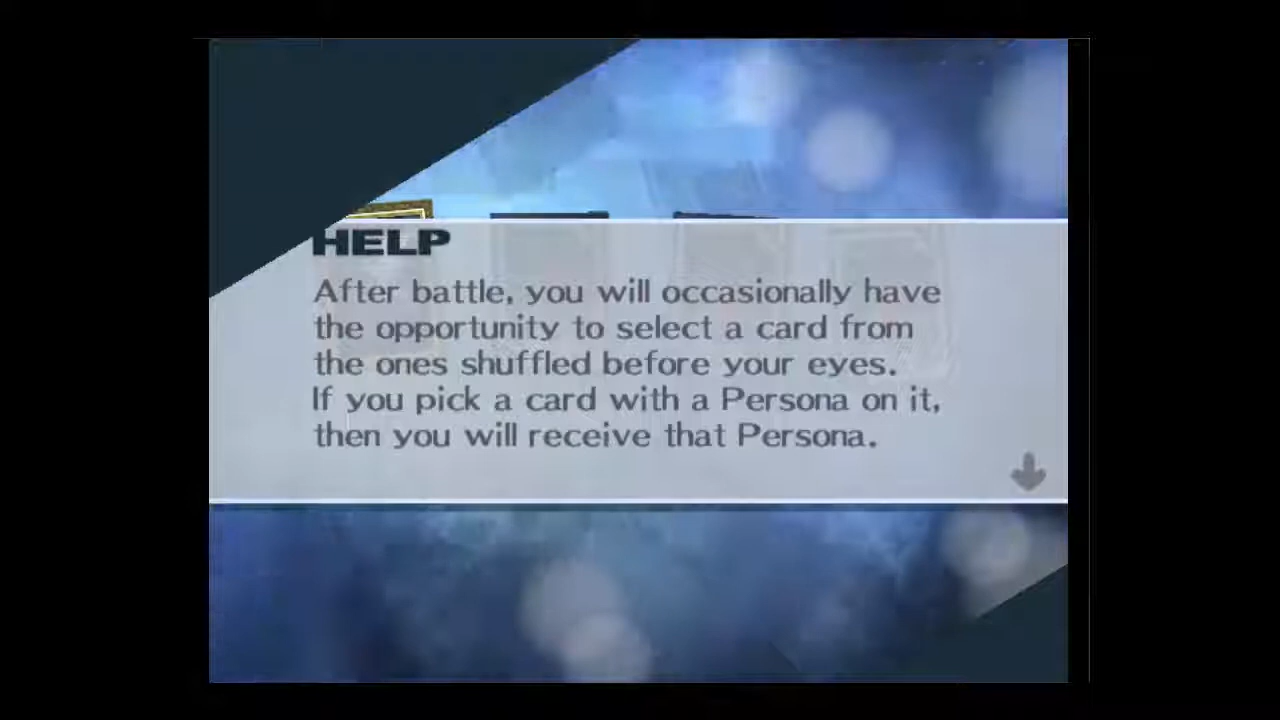 HELP
After battle, you will occasionally have
the opportunity to select a card from
the ones shuffled before your eyes.
If you pick a card with a Persona on it,
then you will receive that Persona.